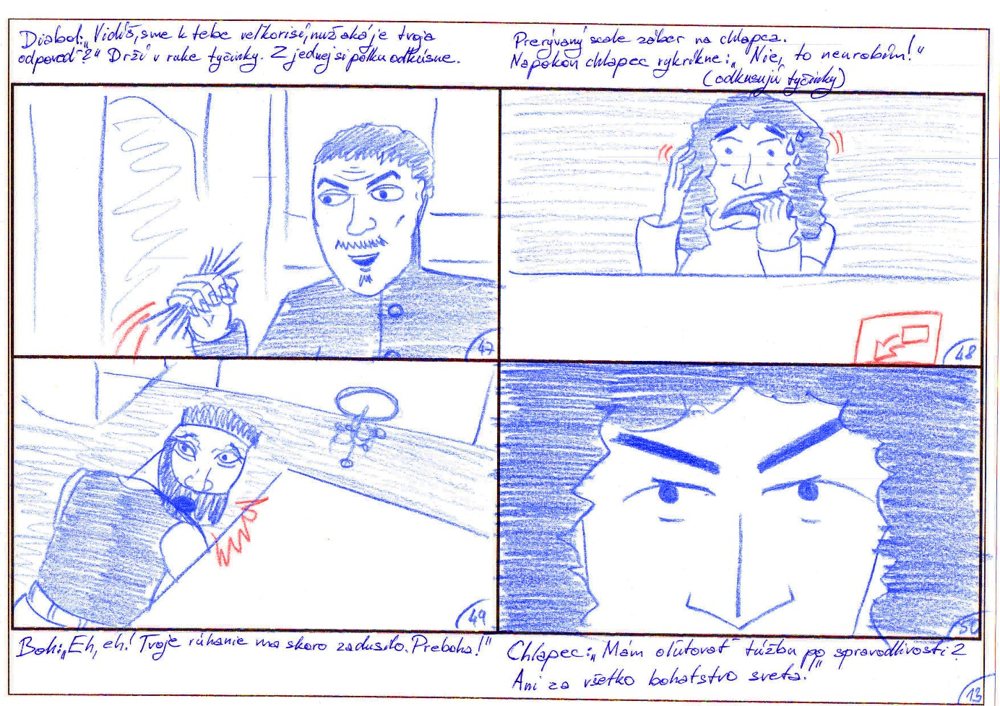 Diabol: „Vidíš, sme k tebe veľkorisí, nuž aká je tvoja
odpoveď?" Drží v ruke tyčinky. Z jednej si pólku odkúsne.
Prerývaný scale záber na chlapca.
Napokon chlapec vykríkne: „Nie, to neurobím!"
(odkusujú tyčinky)
47
48
49
50
Boh: „Eh, eh! Tvoje rúhanie ma skoro zadusilo. Preboha!"
Chlapec: „Mám oľutovať túžbu po spravodlivosti?
Ani za všetko bohatstvo sveta."
13